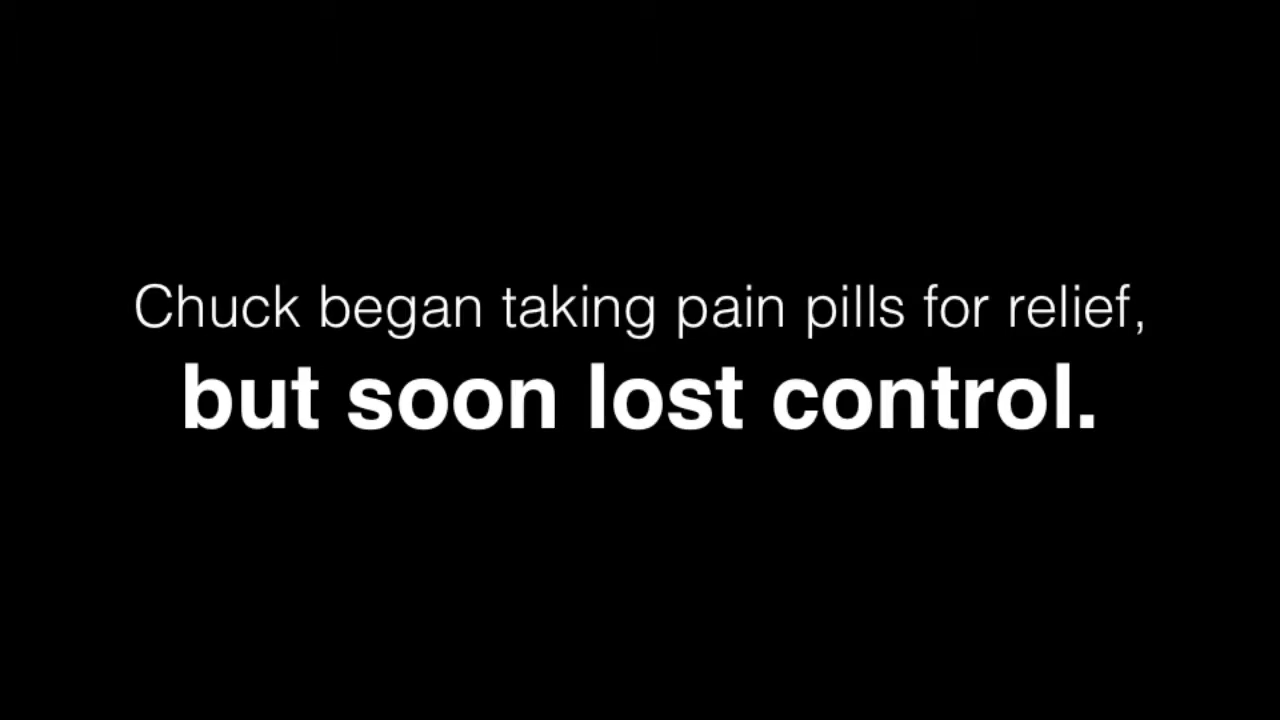 Chuck began taking pain pills for relief,
but soon lost control.